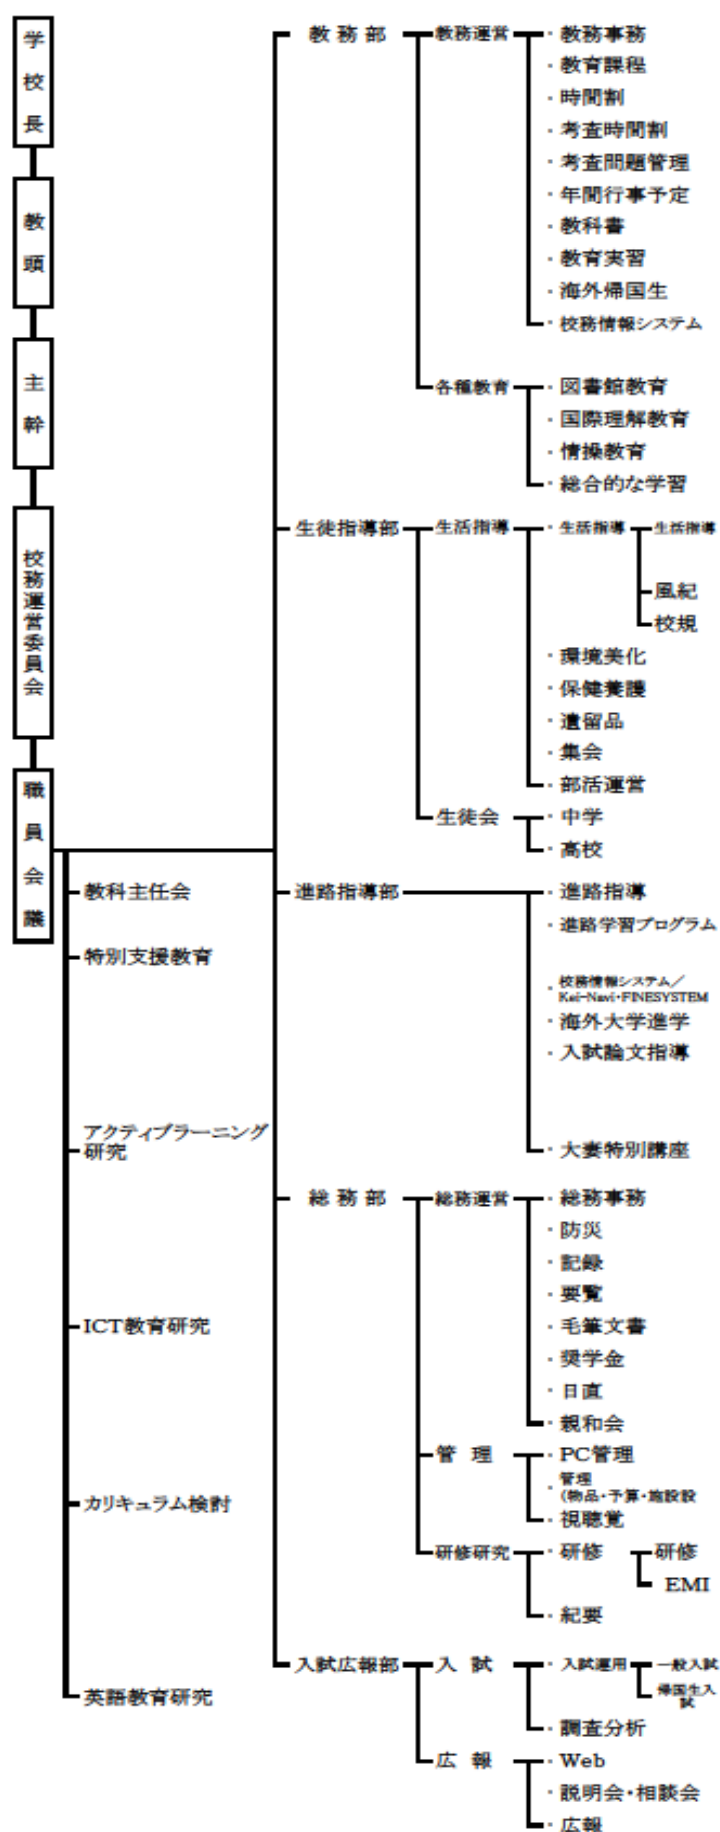 学校長
教頭
主幹
校務運営委員会
職員会議
教科主任会
特別支援教育
アクティブラーニング
研究
ICT教育研究
カリキュラム検討
英語教育研究
教務部
教務運営
・教務事務
・教育課程
・時間割
・考査時間割
・考査問題管理
・年間行事予定
・教科書
・教育実習
・海外帰国生
・校務情報システム
各種教育
・図書館教育
・国際理解教育
・情操教育
・総合的な学習
生徒指導部
生活指導
・生活指導
生活指導
風紀
校規
・環境美化
・保健養護
・遺留品
・集会
・部活運営
生徒会
・中学
・高校
進路指導部
・進路指導
・進路学習プログラム
・校務情報システム／
Kei-Navi・FINESYSTEM
・海外大学進学
・入試論文指導
・大妻特別講座
総務部
総務運営
・総務事務
・防災
・記録
・要覧
・毛筆文書
・奨学金
・日直
・親和会
管理
・PC管理
・管理
(物品・予算・施設設
・視聴覚
研修研究
・研修
研修
EMI
・紀要
入試広報部
入試
・入試運用
一般入試
帰国生入
試
・調査分析
広報
・Web
・説明会・相談会
・広報